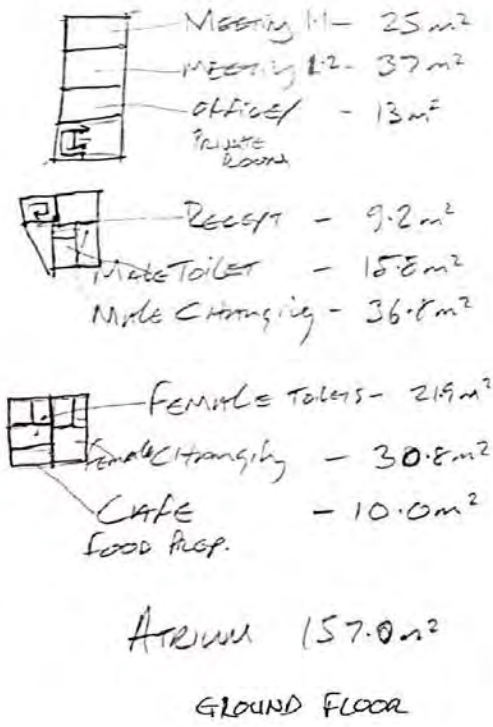 Meeting 1.1 - 25m²
Meeting 1.2 - 37m²
Office/ - 13m²
Private
Room
Recept - 9.2m²
Male Toilet - 15.8m²
Male Changing - 36.8m²
Female Toilets - 21.9m²
Female Changing - 30.8m²
Cafe - 10.0m²
Food Prep.
Atrium 157.0m²
GROUND FLOOR